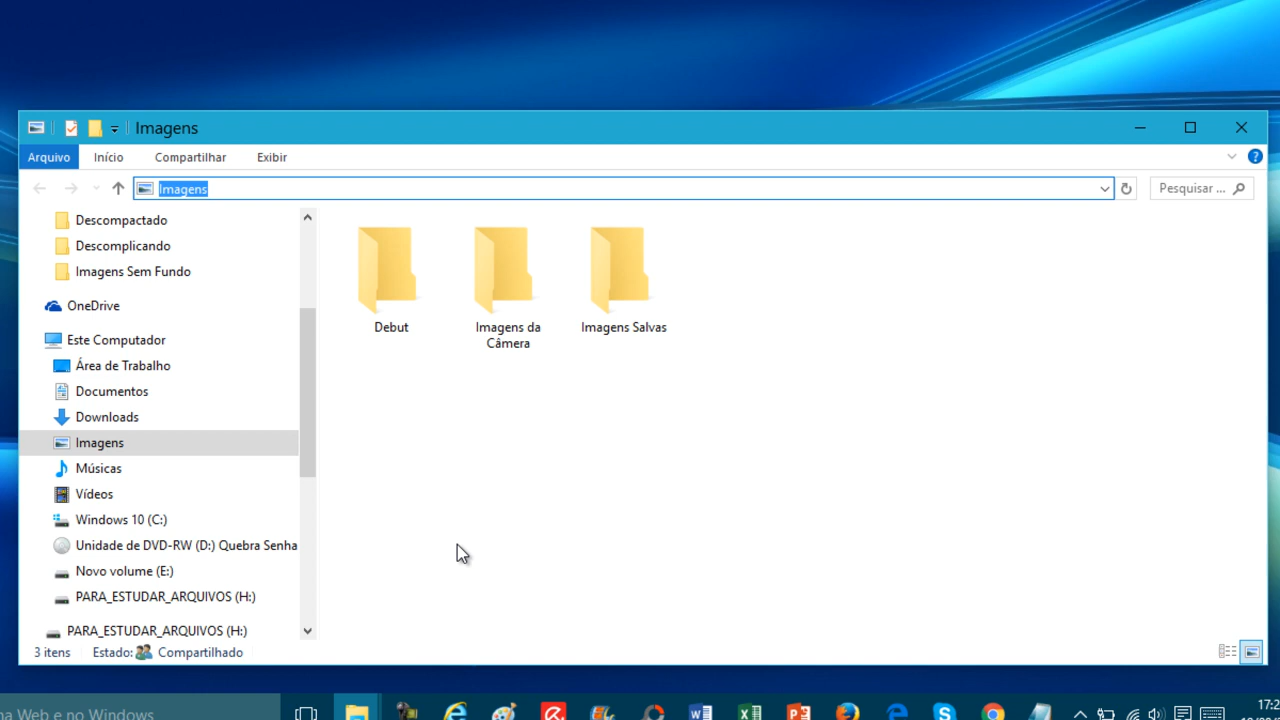 Imagens
Arquivo
Início
Compartilhar
Exibir
Imagens
Pesquisar ...
Descompactado
Descomplicando
Imagens Sem Fundo
OneDrive
Este Computador
Área de Trabalho
Documentos
Downloads
Imagens
Músicas
Vídeos
Windows 10 (C:)
Unidade de DVD-RW (D:) Quebra Senha
Novo volume (E:)
PARA_ESTUDAR_ARQUIVOS (H:)
PARA_ESTUDAR_ARQUIVOS (H:)
Debut
Imagens da
Câmera
Imagens Salvas
3 itens
Estado:
Compartilhado
Web e no Windows
17:2